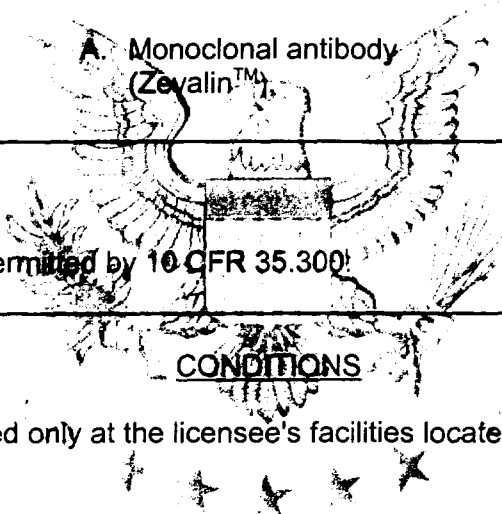 A. Monoclonal antibody
(Zevalin™)
ermitted by 10 CFR 35.300.
CONDITIONS
ed only at the licensee's facilities locate